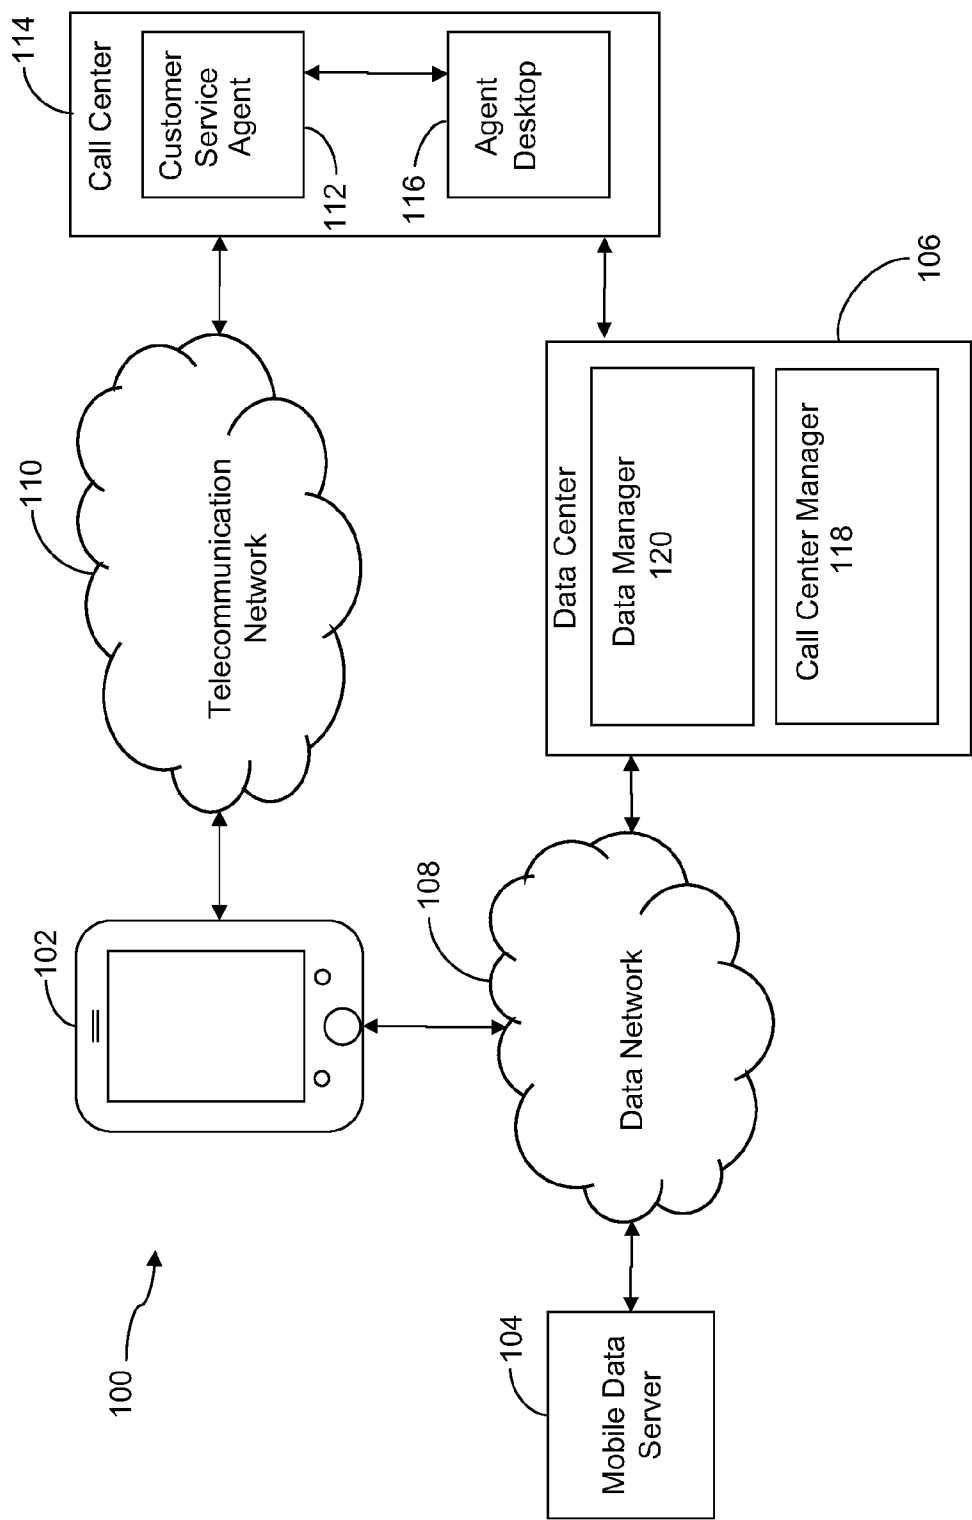 100
102
110
Telecommunication
Network
114
Call Center
Customer
Service
Agent
112
116
Agent
Desktop
104
Mobile Data
Server
108
Data Network
106
Data Center
Data Manager
120
Call Center Manager
118